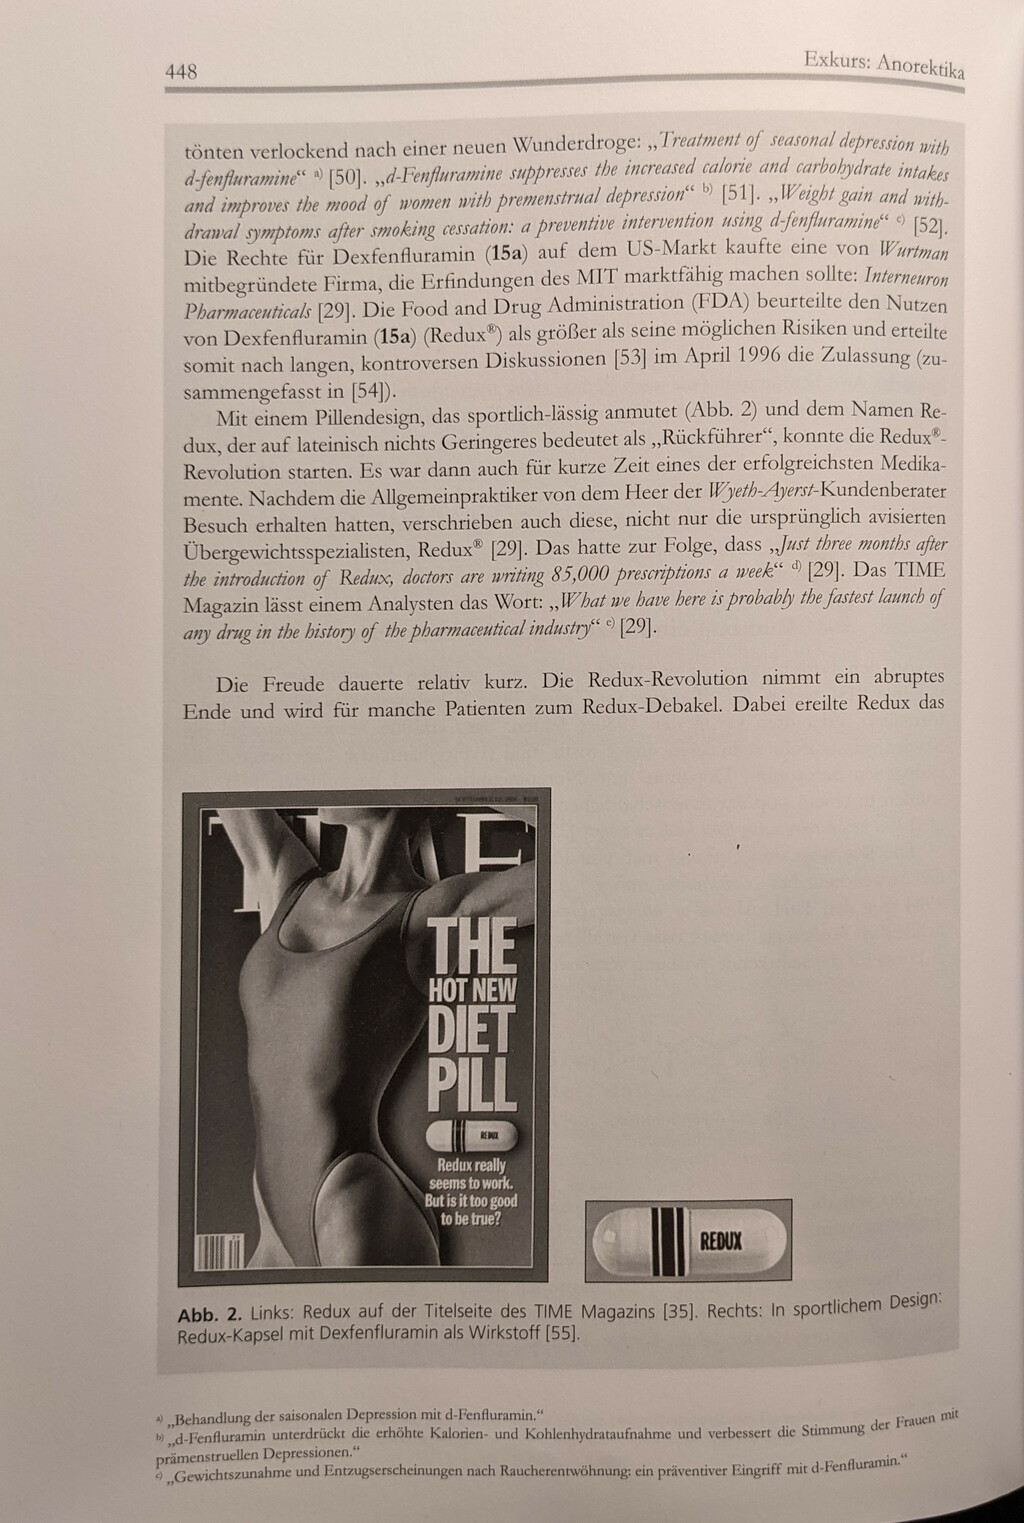 448
Exkurs: Anorektika
tönten verlockend nach einer neuen Wunderdroge: „Treatment of seasonal depression with
d-fenfluramine“ a) [50]. „d-Fenfluramine suppresses the increased calorie and carbohydrate intakes
and improves the mood of women with premenstrual depression“ b) [51]. „Weight gain and with-
drawal symptoms after smoking cessation: a preventive intervention using d-fenfluramine“ c) [52].
Die Rechte für Dexfenfluramin (15a) auf dem US-Markt kaufte eine von Wurtman
mitbegründete Firma, die Erfindungen des MIT marktfähig machen sollte: Interneuron
Pharmaceuticals [29]. Die Food and Drug Administration (FDA) beurteilte den Nutzen
von Dexfenfluramin (15a) (Redux®) als größer als seine möglichen Risiken und erteilte
somit nach langen, kontroversen Diskussionen [53] im April 1996 die Zulassung (zu-
sammengefasst in [54]).
Mit einem Pillendesign, das sportlich-lässig anmutet (Abb. 2) und dem Namen Re-
dux, der auf lateinisch nichts Geringeres bedeutet als „Rückführer“, konnte die Redux®-
Revolution starten. Es war dann auch für kurze Zeit eines der erfolgreichsten Medika-
mente. Nachdem die Allgemeinpraktiker von dem Heer der Wyeth-Ayerst-Kundenberater
Besuch erhalten hatten, verschrieben auch diese, nicht nur die ursprünglich avisierten
Übergewichtsspezialisten, Redux® [29]. Das hatte zur Folge, dass „Just three months after
the introduction of Redux, doctors are writing 85,000 prescriptions a week“ d) [29]. Das TIME
Magazin lässt einem Analysten das Wort: „What we have here is probably the fastest launch of
any drug in the history of the pharmaceutical industry“ e) [29].
Die Freude dauerte relativ kurz. Die Redux-Revolution nimmt ein abruptes
Ende und wird für manche Patienten zum Redux-Debakel. Dabei ereilte Redux das
TIME
THE
HOT NEW
DIET
PILL
REDUX
Redux really
seems to work.
But is it too good
to be true?
REDUX
Abb. 2. Links: Redux auf der Titelseite des TIME Magazins [35]. Rechts: In sportlichem Design:
Redux-Kapsel mit Dexfenfluramin als Wirkstoff [55].
a) „Behandlung der saisonalen Depression mit d-Fenfluramin.“
b) „d-Fenfluramin unterdrückt die erhöhte Kalorien- und Kohlenhydrataufnahme und verbessert die Stimmung der Frauen mit
prämenstruellen Depressionen.“
c) „Gewichtszunahme und Entzugserscheinungen nach Raucherentwöhnung: ein präventiver Eingriff mit d-Fenfluramin.“